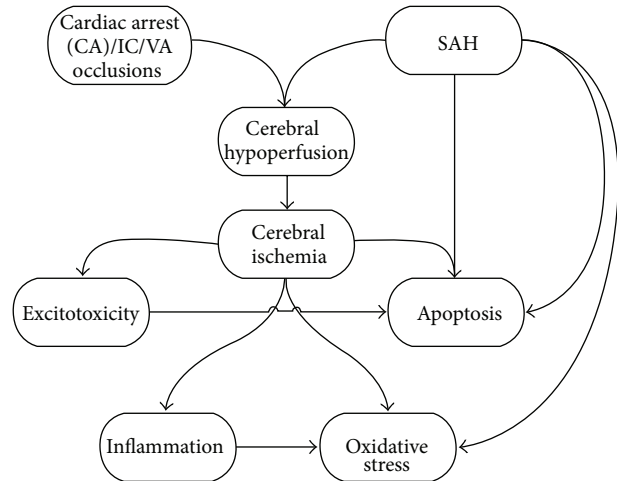 Cardiac arrest
(CA)/IC/VA
occlusions
SAH
Cerebral
hypoperfusion
Cerebral
ischemia
Excitotoxicity
Apoptosis
Inflammation
Oxidative
stress